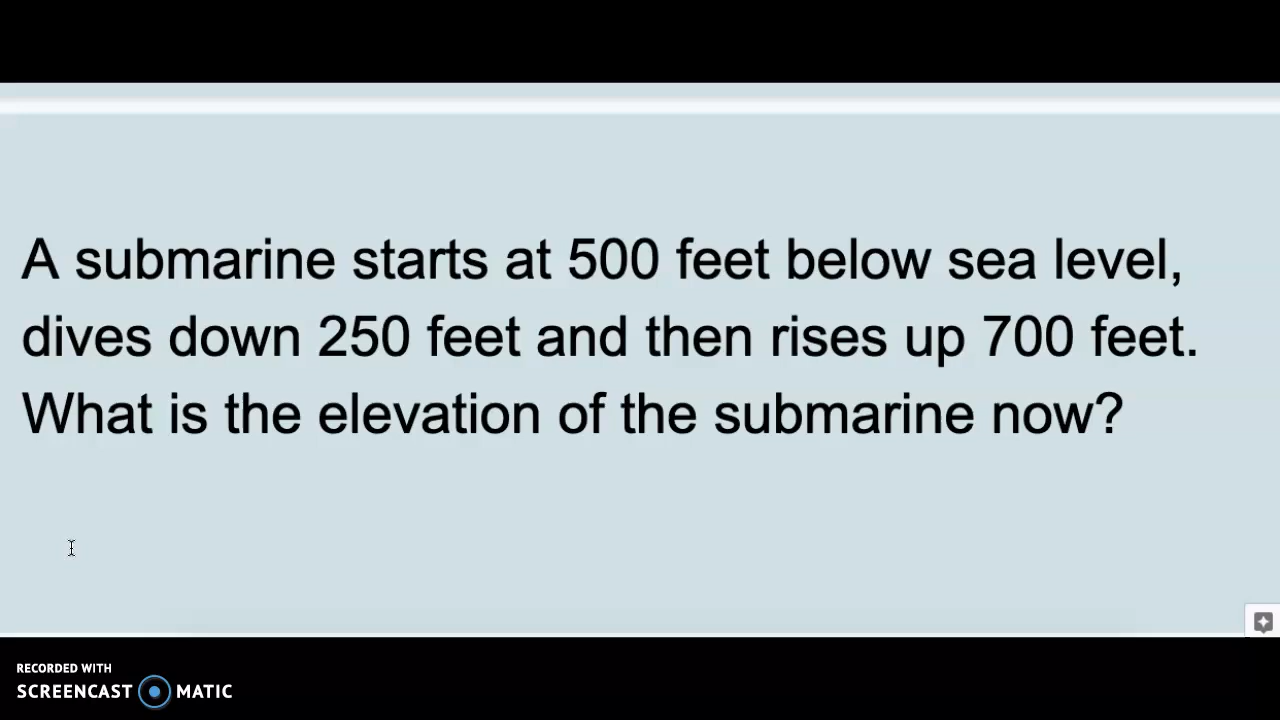 A submarine starts at 500 feet below sea level,
dives down 250 feet and then rises up 700 feet.
What is the elevation of the submarine now?
RECORDED WITH
SCREENCAST MATIC